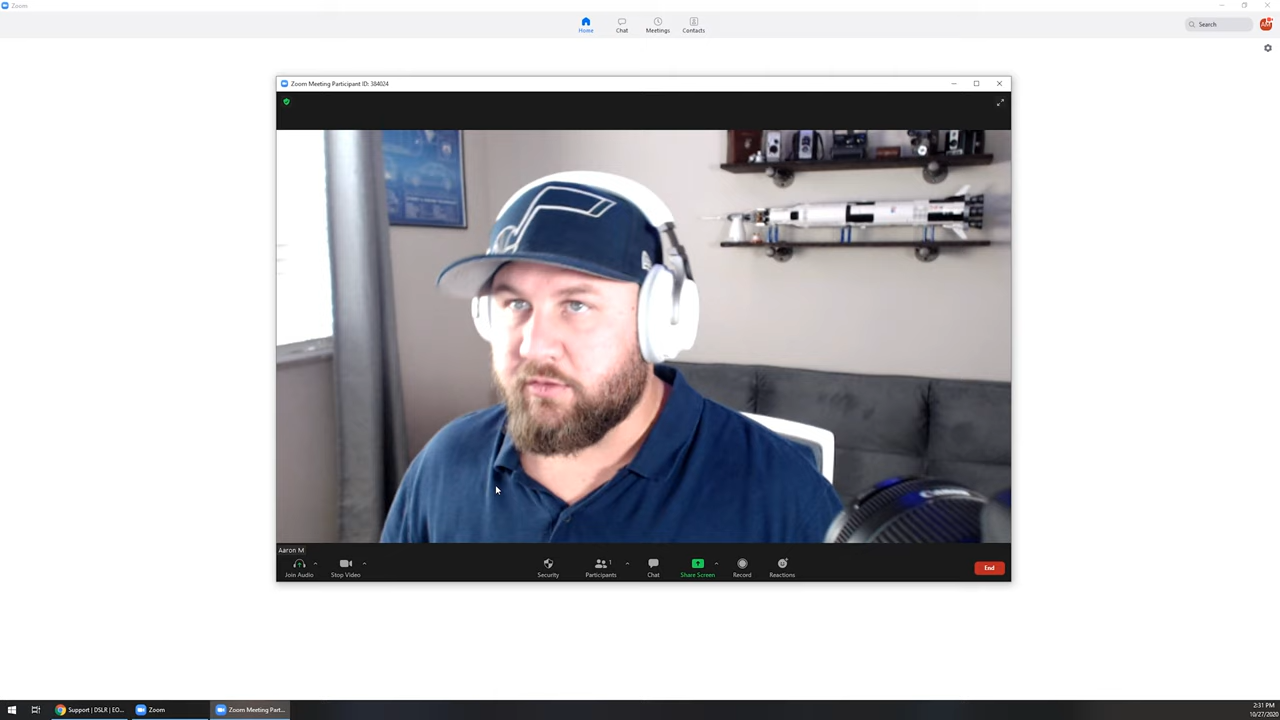 Zoom
Home
Chat
Meetings
Contacts
Search
Zoom Meeting Participant ID: 384024
Aaron M
Join Audio
Stop Video
Security
Participants
1
Chat
Share Screen
Record
Reactions
End
Support | DSLR | EO...
Zoom
Zoom Meeting Part...
2:31 PM
10/27/2020